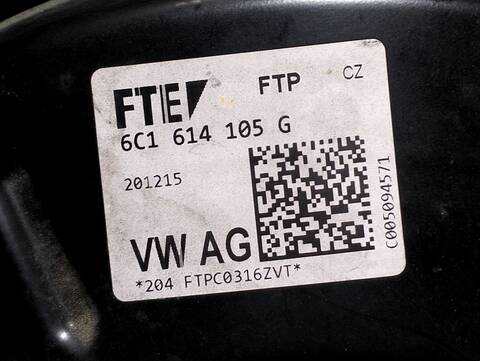 FTE FTP CZ
6C1 614 105 G
201215
VW AG
*204 FTPC0316ZVT*
C005094571